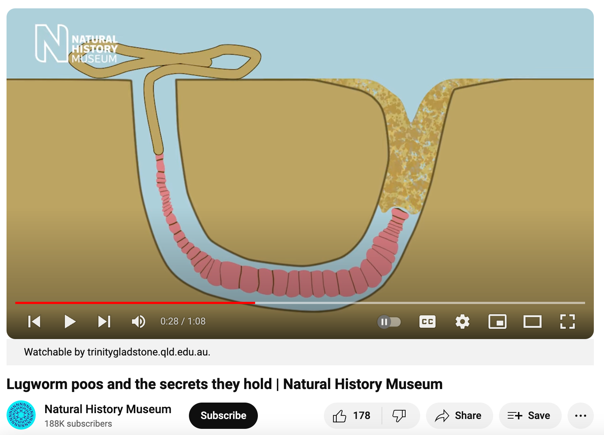 NATURAL
HISTORY
MUSEUM
0:28 / 1:08
CC
Watchable by trinitygladstone.qld.edu.au.
Lugworm poos and the secrets they hold | Natural History Museum
Natural History Museum
188K subscribers
Subscribe
178
Share
Save